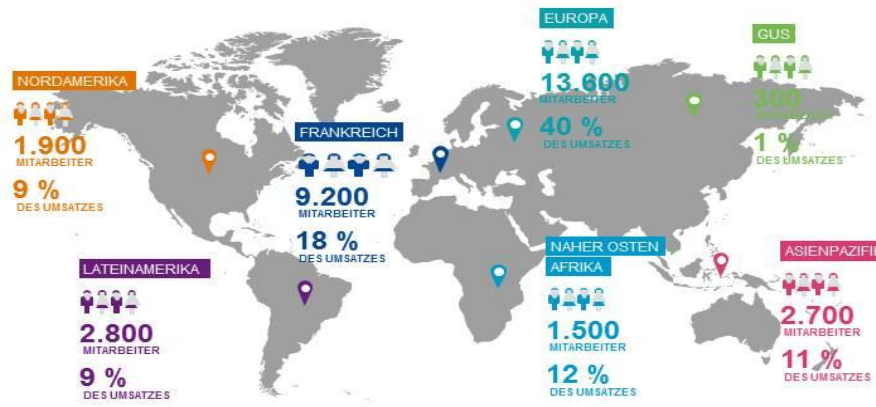 EUROPA
13.600
MITARBEITER
40 %
DES UMSATZES
GUS
300
1 %
DES UMSATZES
NORDAMERIKA
1.900
MITARBEITER
9 %
DES UMSATZES
FRANKREICH
9.200
MITARBEITER
18 %
DES UMSATZES
LATEINAMERIKA
2.800
MITARBEITER
9 %
DES UMSATZES
NAHER OSTEN
AFRIKA
1.500
MITARBEITER
12 %
DES UMSATZES
ASIENPAZIFI
2.700
MITARBEITER
11 %
DES UMSATZES